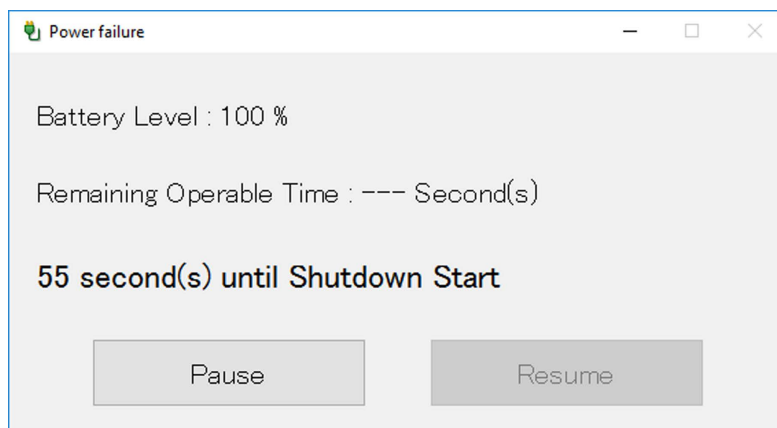 Power failure
Battery Level : 100 %
Remaining Operable Time : --- Second(s)
55 second(s) until Shutdown Start
Pause Resume